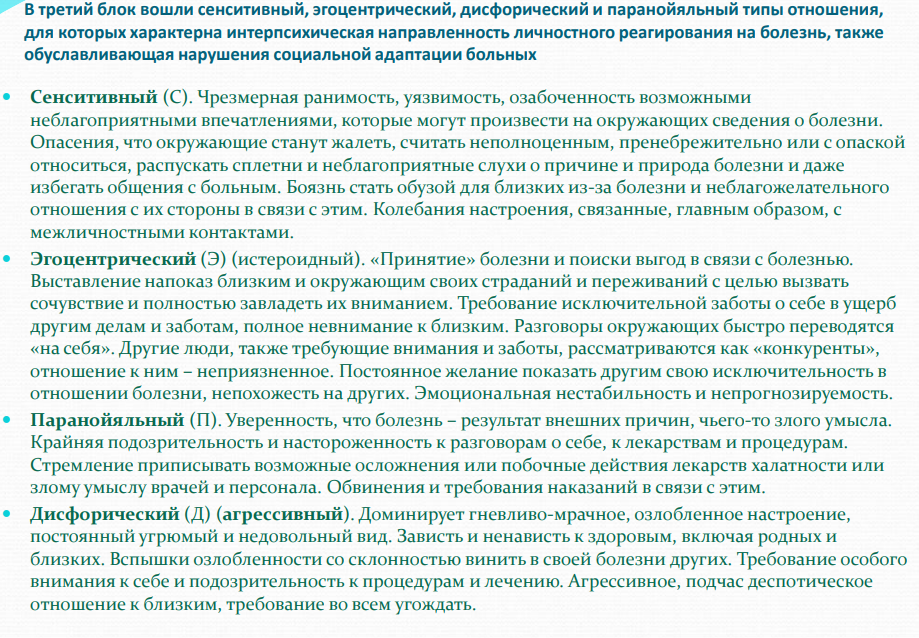 В третий блок вошли сенситивный, эгоцентрический, дисфорический и паранойяльный типы отношения,
для которых характерна интерпсихическая направленность личностного реагирования на болезнь, также
обуславливающая нарушения социальной адаптации больных
• Сенситивный (С). Чрезмерная ранимость, уязвимость, озабоченность возможными
неблагоприятными впечатлениями, которые могут произвести на окружающих сведения о болезни.
Опасения, что окружающие станут жалеть, считать неполноценным, пренебрежительно или с опаской
относиться, распускать сплетни и неблагоприятные слухи о причине и природа болезни и даже
избегать общения с больным. Боязнь стать обузой для близких из-за болезни и неблагожелательного
отношения с их стороны в связи с этим. Колебания настроения, связанные, главным образом, с
межличностными контактами.
• Эгоцентрический (Э) (истероидный). «Принятие» болезни и поиски выгод в связи с болезнью.
Выставление напоказ близким и окружающим своих страданий и переживаний с целью вызвать
сочувствие и полностью завладеть их вниманием. Требование исключительной заботы о себе в ущерб
другим делам и заботам, полное невнимание к близким. Разговоры окружающих быстро переводятся
«на себя». Другие люди, также требующие внимания и заботы, рассматриваются как «конкуренты»,
отношение к ним – неприязненное. Постоянное желание показать другим свою исключительность в
отношении болезни, непохожесть на других. Эмоциональная нестабильность и непрогнозируемость.
• Паранойяльный (П). Уверенность, что болезнь – результат внешних причин, чьего-то злого умысла.
Крайняя подозрительность и настороженность к разговорам о себе, к лекарствам и процедурам.
Стремление приписывать возможные осложнения или побочные действия лекарств халатности или
злому умыслу врачей и персонала. Обвинения и требования наказаний в связи с этим.
• Дисфорический (Д) (агрессивный). Доминирует гневливо-мрачное, озлобленное настроение,
постоянный угрюмый и недовольный вид. Зависть и ненависть к здоровым, включая родных и
близких. Вспышки озлобленности со склонностью винить в своей болезни других. Требование особого
внимания к себе и подозрительность к процедурам и лечению. Агрессивное, подчас деспотическое
отношение к близким, требование во всем угождать.